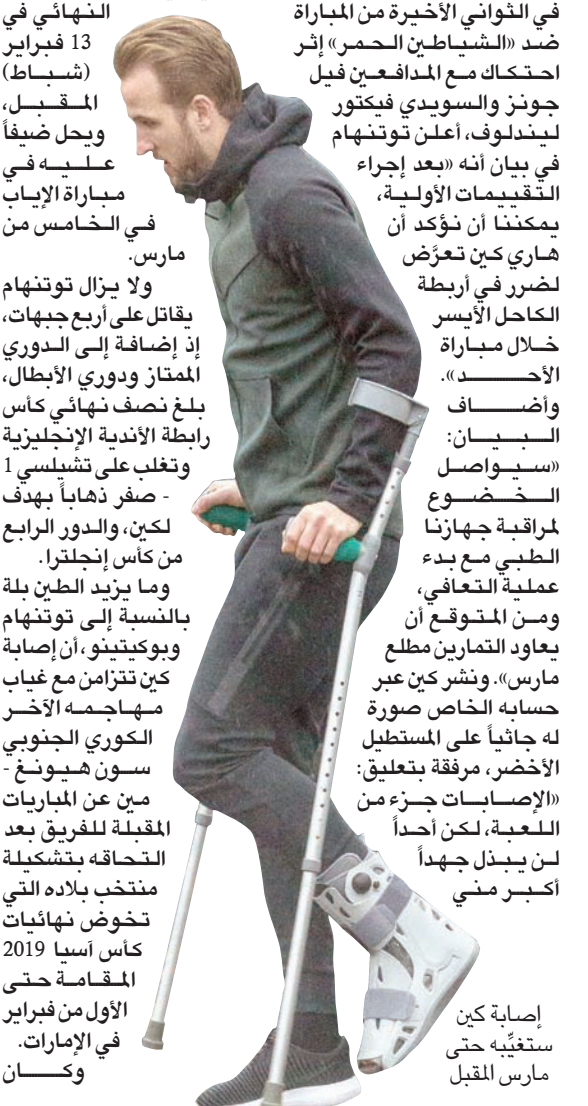 في الثواني الأخيرة من المباراة
ضد «الشياطين الحمر» إثر
احتكاك مع المدافعين فيل
جونز والسويدي فيكتور
ليندلوف، أعلن توتنهام
في بيان أنه «بعد إجراء
التقييمات الأولية،
يمكننا أن نؤكد أن
هاري كين تعرَّض
لضرر في أربطة
الكاحل الأيسر
خلال مباراة
الأحد».
وأضاف
البيان:
«سيواصل
الخضوع
لمراقبة جهازنا
الطبي مع بدء
عملية التعافي،
ومن المتوقع أن
يعاود التمارين مطلع
مارس». ونشر كين عبر
حسابه الخاص صورة
له جاثياً على المستطيل
الأخضر، مرفقة بتعليق:
«الإصابات جزء من
اللعبة، لكن أحداً
لن يبذل جهداً
أكبر مني
إصابة كين
ستغيِّبه حتى
مارس المقبل
النهائي في
13 فبراير
(شباط)
المقبل،
ويحل ضيفاً
عليه في
مباراة الإياب
في الخامس من
مارس.
ولا يزال توتنهام
يقاتل على أربع جبهات،
إذ إضافة إلى الدوري
الممتاز ودوري الأبطال،
بلغ نصف نهائي كأس
رابطة الأندية الإنجليزية
وتغلب على تشيلسي 1
- صفر ذهاباً بهدف
لكين، والدور الرابع
من كأس إنجلترا.
وما يزيد الطين بلة
بالنسبة إلى توتنهام
وبوكيتينو، أن إصابة
كين تتزامن مع غياب
مهاجمه الآخر
الكوري الجنوبي
سون هيونغ -
مين عن المباريات
المقبلة للفريق بعد
التحاقه بتشكيلة
منتخب بلاده التي
تخوض نهائيات
كأس آسيا 2019
المقامة حتى
الأول من فبراير
في الإمارات.
وكان